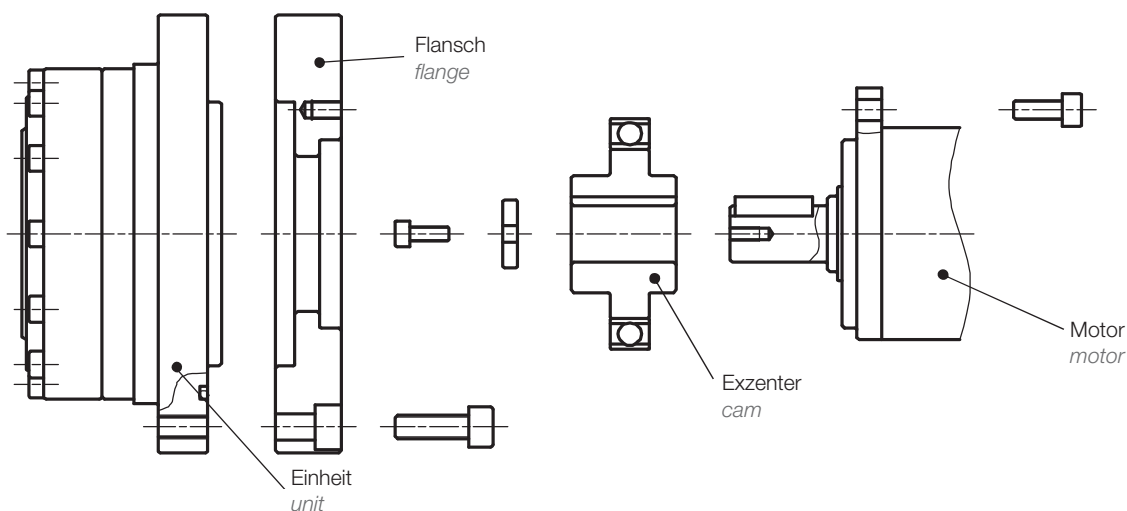 Flansch
flange
Motor
motor
Exzenter
cam
Einheit
unit